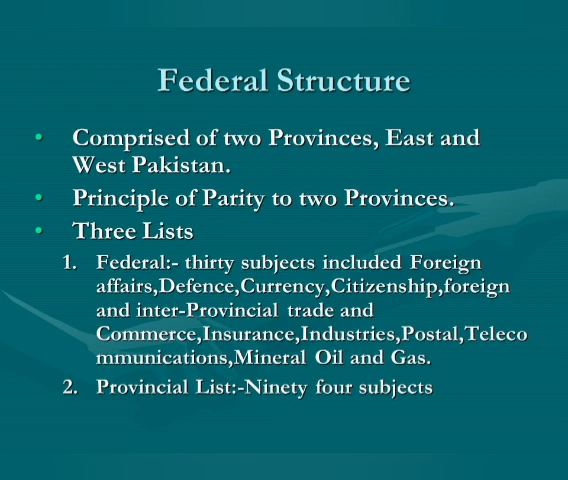 Federal Structure
• Comprised of two Provinces, East and
West Pakistan.
• Principle of Parity to two Provinces.
• Three Lists
1. Federal:- thirty subjects included Foreign
affairs,Defence,Currency,Citizenship,foreign
and inter-Provincial trade and
Commerce,Insurance,Industries,Postal,Teleco
mmunications,Mineral Oil and Gas.
2. Provincial List:-Ninety four subjects